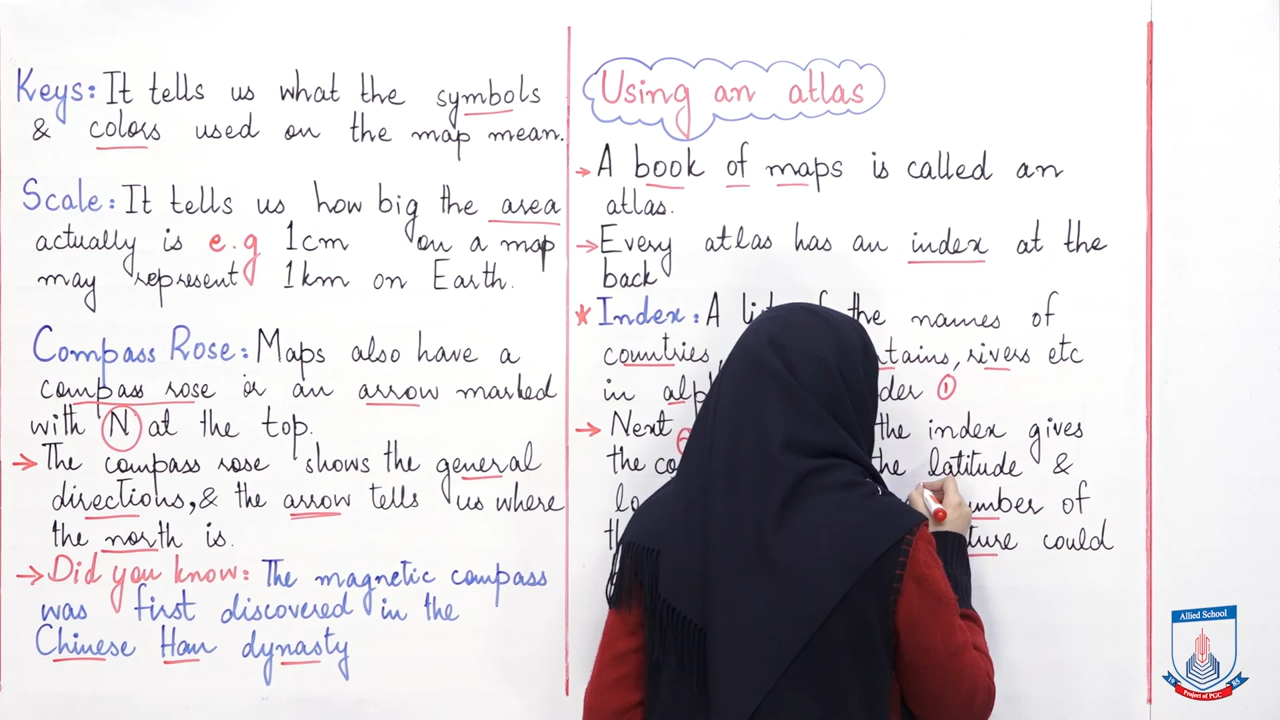 Keys: It tells us what the symbols
& colors used on the map mean.
Scale: It tells us how big the area
actually is e.g 1cm on a map
may represent 1km on Earth.
Compass Rose: Maps also have a
compass rose or an arrow marked
with N at the top.
→ The compass rose shows the general
directions, & the arrow tells us where
the north is.
→ Did you know: The magnetic compass
was first discovered in the
Chinese Han dynasty
Using an atlas
→ A book of maps is called an
atlas.
→ Every atlas has an index at the
back
* Index: A the names of
countries, rivers etc
in 1
→ Next the index gives
the the latitude &
of
could
Allied School
1985
Project of PGC